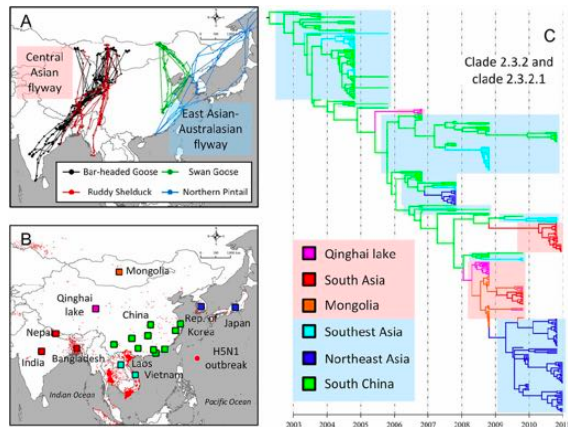 A
Central
Asian
flyway
East Asian-
Australasian
flyway
Bar-headed Goose
Swan Goose
Ruddy Shelduck
Northern Pintail
B
Mongolia
Qinghai
lake
China
Rep. of
Korea
Japan
Nepal
India
Bangladesh
Laos
Vietnam
H5N1
outbreak
Indian Oceas
Pacific Ocean
C
Clade 2.3.2 and
clade 2.3.2.1
Qinghai lake
South Asia
Mongolia
Southest Asia
Northeast Asia
South China
2003
2004
2005
2006
2007
2008
2009
2010